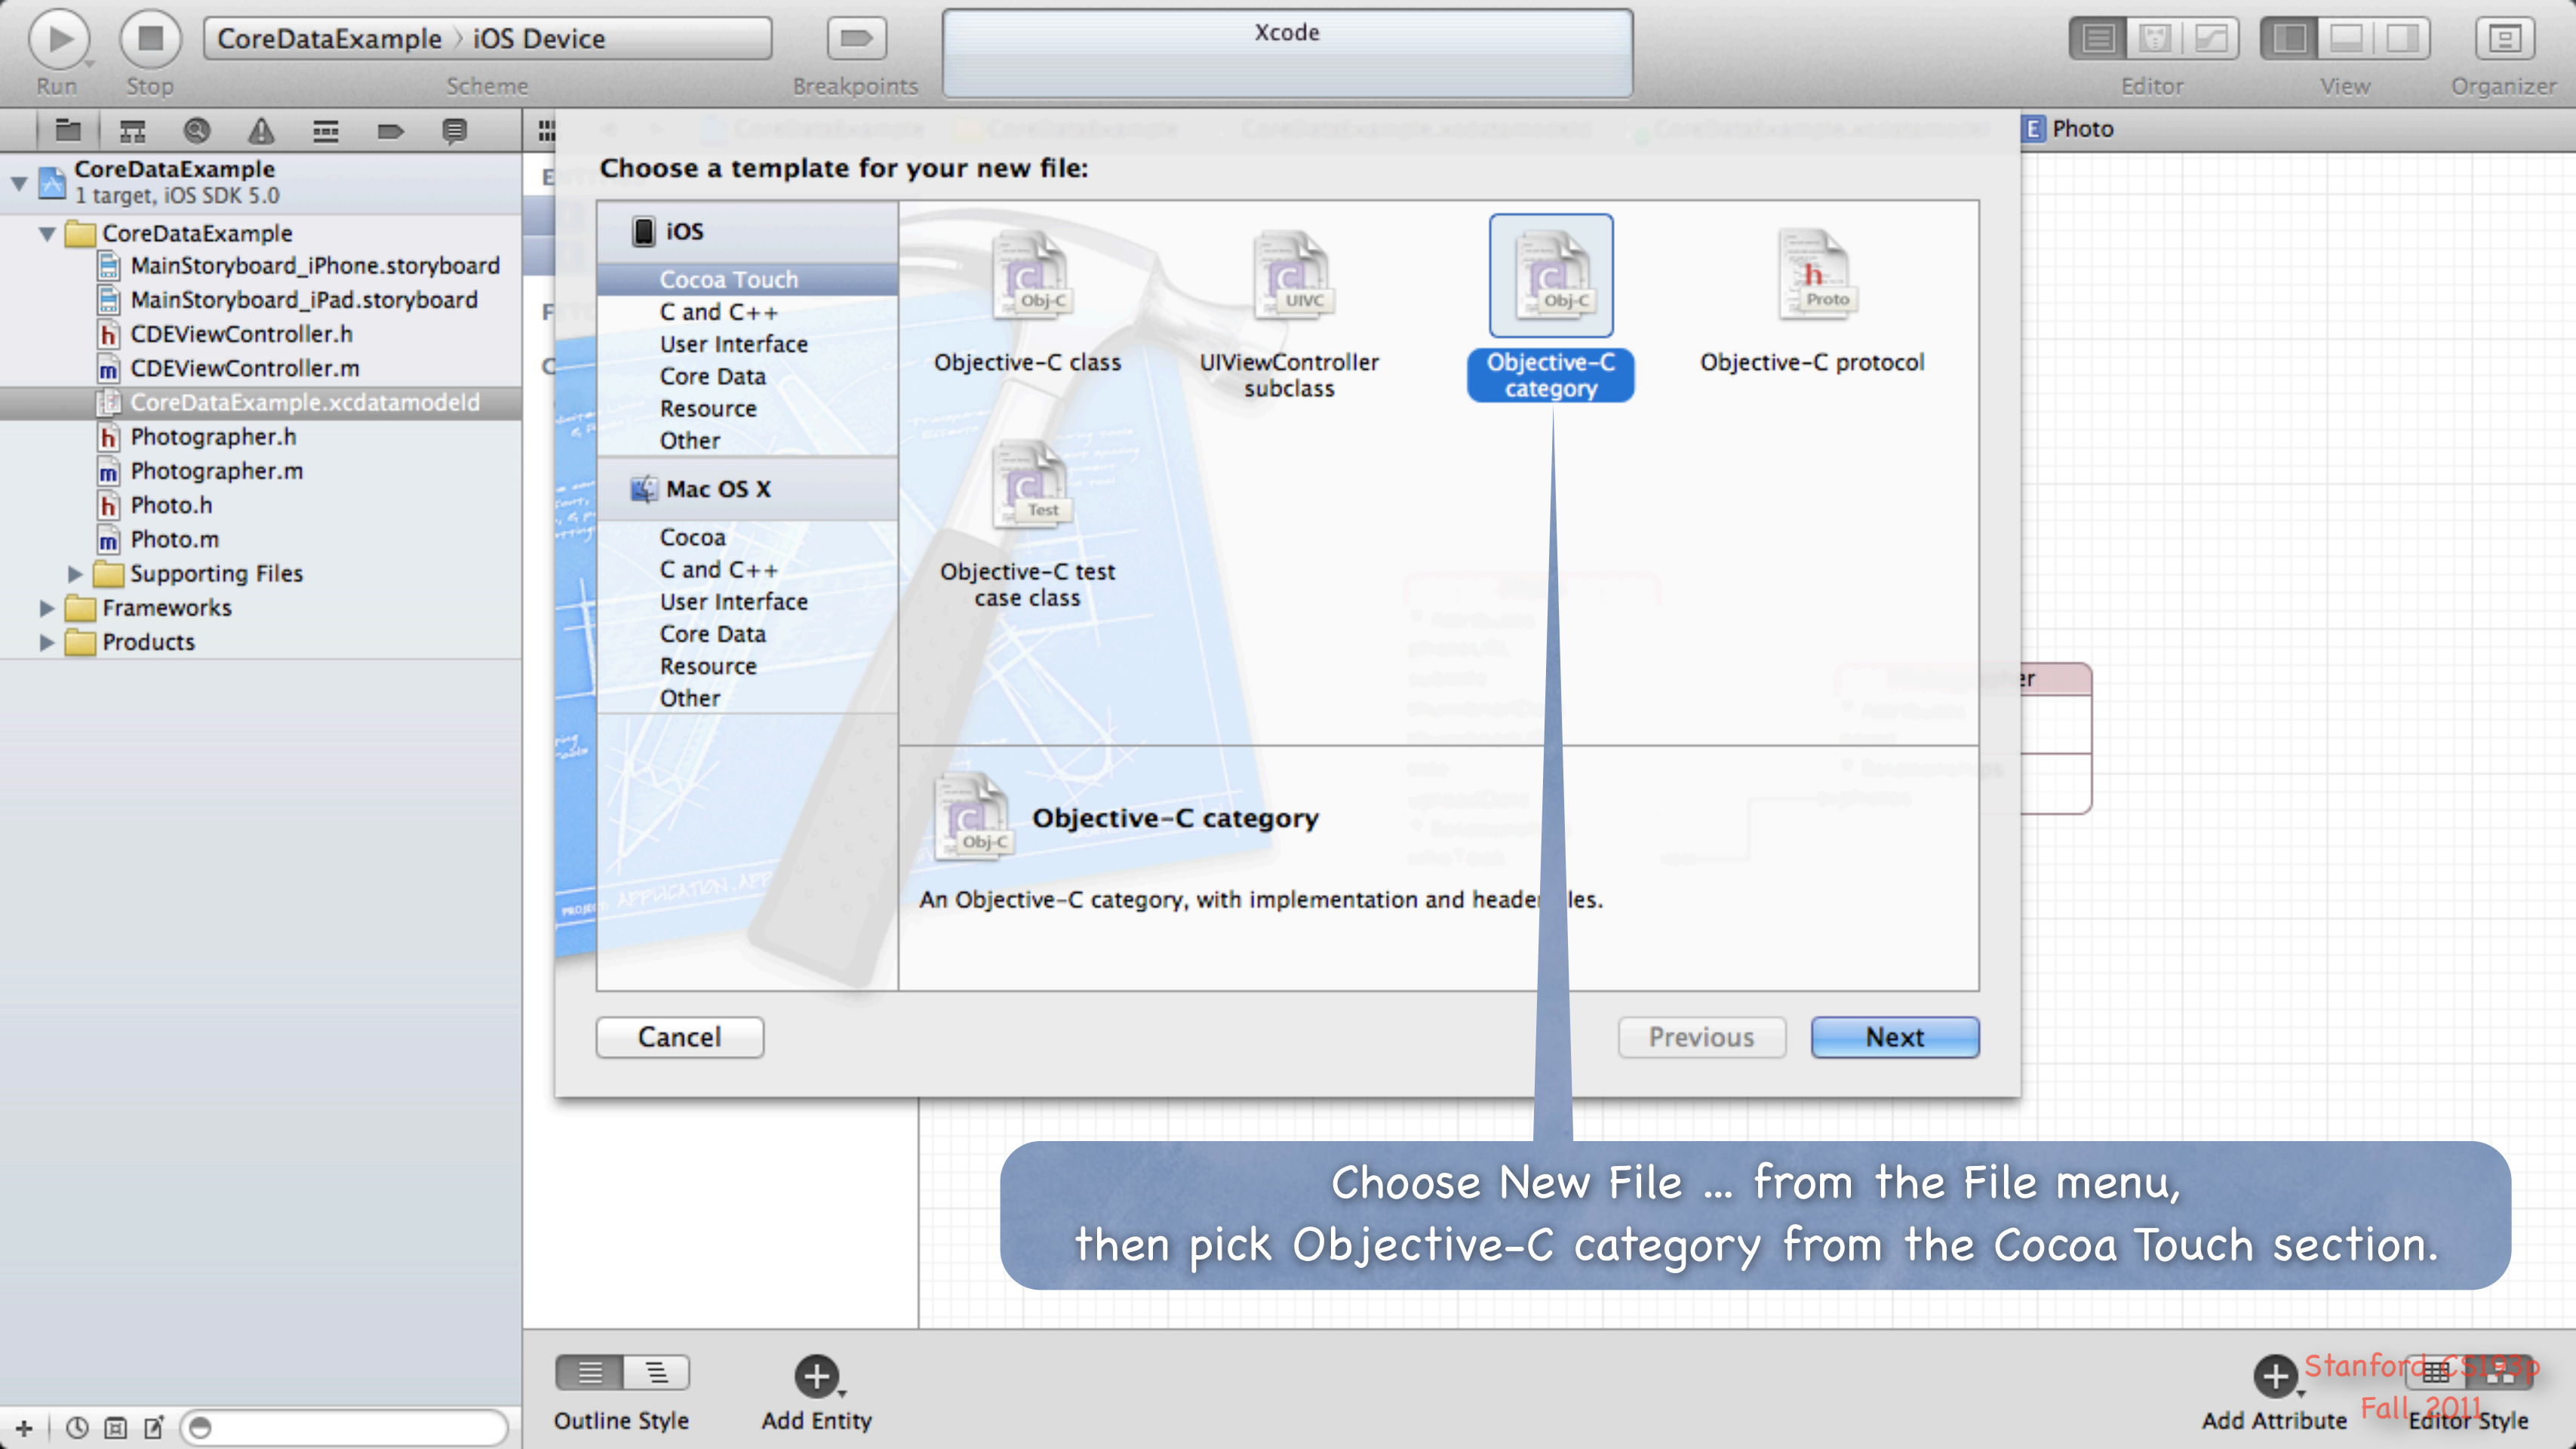 Xcode
CoreDataExample › iOS Device
Run
Stop
Scheme
Breakpoints
Editor
View
Organizer
CoreDataExample
1 target, iOS SDK 5.0
CoreDataExample
MainStoryboard_iPhone.storyboard
MainStoryboard_iPad.storyboard
CDEViewController.h
CDEViewController.m
CoreDataExample.xcdatamodeld
Photographer.h
Photographer.m
Photo.h
Photo.m
Supporting Files
Frameworks
Products
E Photo
Choose a template for your new file:
iOS
Cocoa Touch
C and C++
User Interface
Core Data
Resource
Other
Mac OS X
Cocoa
C and C++
User Interface
Core Data
Resource
Other
Obj-C
Objective-C class
UIVC
UIViewController
subclass
Obj-C
Objective-C
category
Proto
Objective-C protocol
Test
Objective-C test
case class
Obj-C
Objective-C category
An Objective-C category, with implementation and header
Cancel
Previous
Next
Choose New File ... from the File menu,
then pick Objective-C category from the Cocoa Touch section.
Outline Style
Add Entity
Add Attribute
Editor Style
Stanford CS193p
Fall 2011